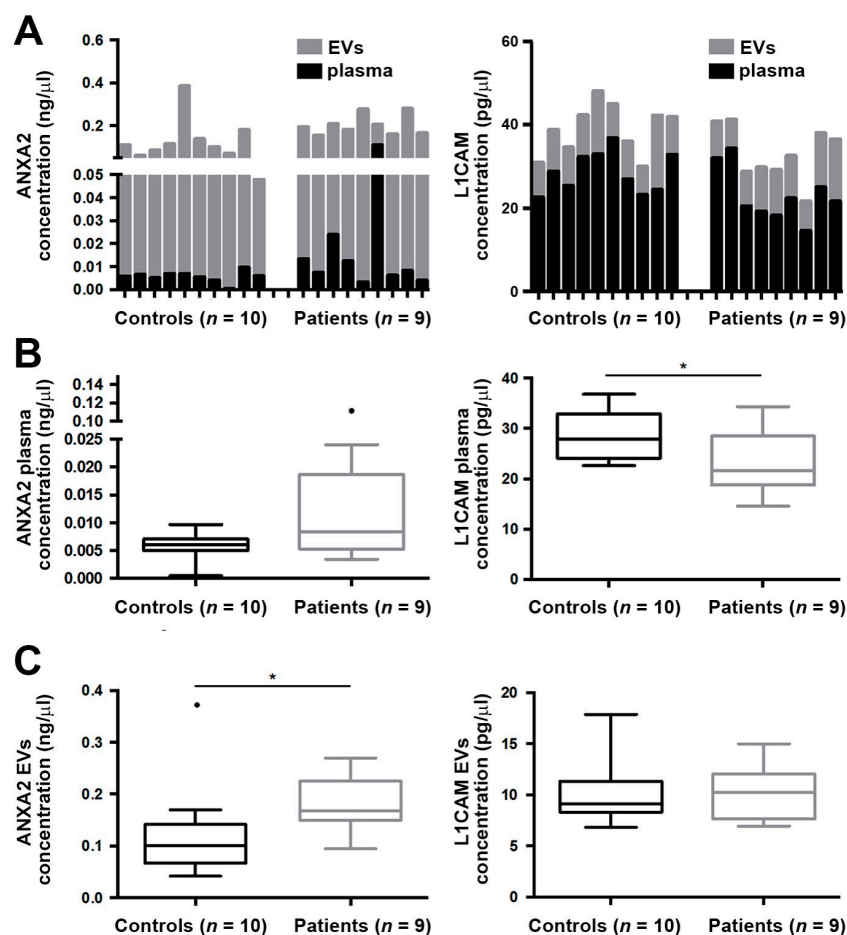 A
ANXA2
concentration (ng/µl)
0.6
0.4
0.2
0.05
0.04
0.03
0.02
0.01
0.00
EVs
plasma
Controls (n = 10)
Patients (n = 9)
L1CAM
concentration (pg/µl)
60
40
20
0
EVs
plasma
Controls (n = 10)
Patients (n = 9)
B
ANXA2 plasma
concentration (ng/µl)
0.14
0.12
0.10
0.025
0.020
0.015
0.010
0.005
0.000
Controls (n = 10)
Patients (n = 9)
L1CAM plasma
concentration (pg/µl)
40
30
20
10
0
*
Controls (n = 10)
Patients (n = 9)
C
ANXA2 EVs
concentration (ng/µl)
0.4
0.3
0.2
0.1
0.0
*
Controls (n = 10)
Patients (n = 9)
L1CAM EVs
concentration (pg/µl)
20
15
10
5
0
Controls (n = 10)
Patients (n = 9)